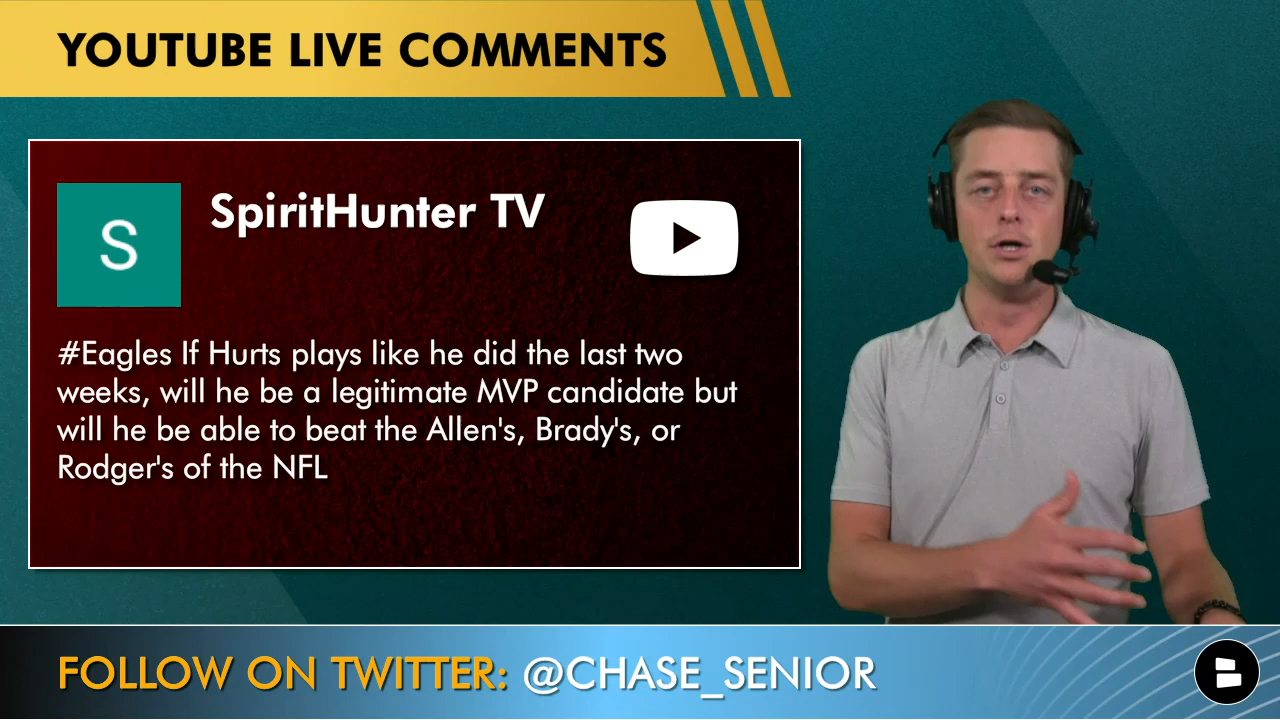 YOUTUBE LIVE COMMENTS
S
SpiritHunter TV
#Eagles If Hurts plays like he did the last two
weeks, will he be a legitimate MVP candidate but
will he be able to beat the Allen's, Brady's, or
Rodger's of the NFL
FOLLOW ON TWITTER: @CHASE_SENIOR